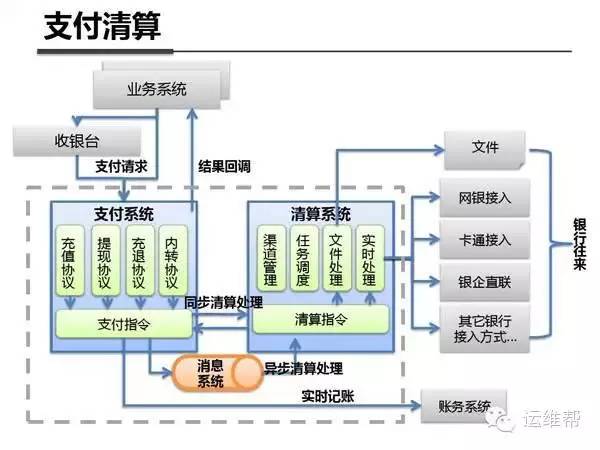 支付清算
业务系统
收银台
支付请求
结果回调
文件
支付系统
充值协议
提现协议
充退协议
内转协议
支付指令
清算系统
渠道管理
任务调度
文件处理
实时处理
清算指令
同步清算处理
消息
系统
异步清算处理
实时记账
网银接入
卡通接入
银企直联
其它银行
接入方式...
银行往来
账务系统
运维帮